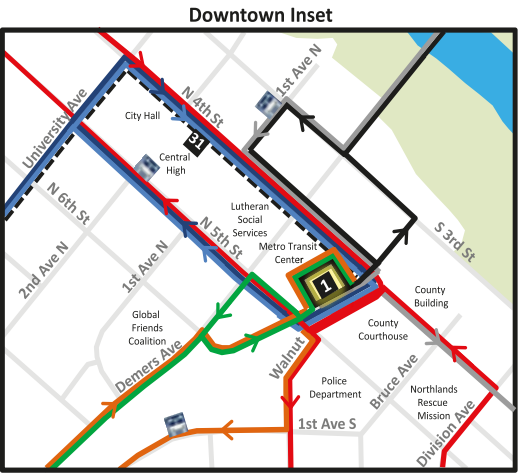 Downtown Inset
1st Ave N
N 4th St
University Ave
City Hall
31
Central
High
N 6th St
Lutheran
Social
Services
N 5th St
Metro Transit
Center
S 3rd St
2nd Ave N
1st Ave N
1
County
Building
Global
Friends
Coalition
County
Courthouse
Demers Ave
Walnut
Bruce Ave
Police
Department
Northlands
Rescue
Mission
1st Ave S
Division Ave